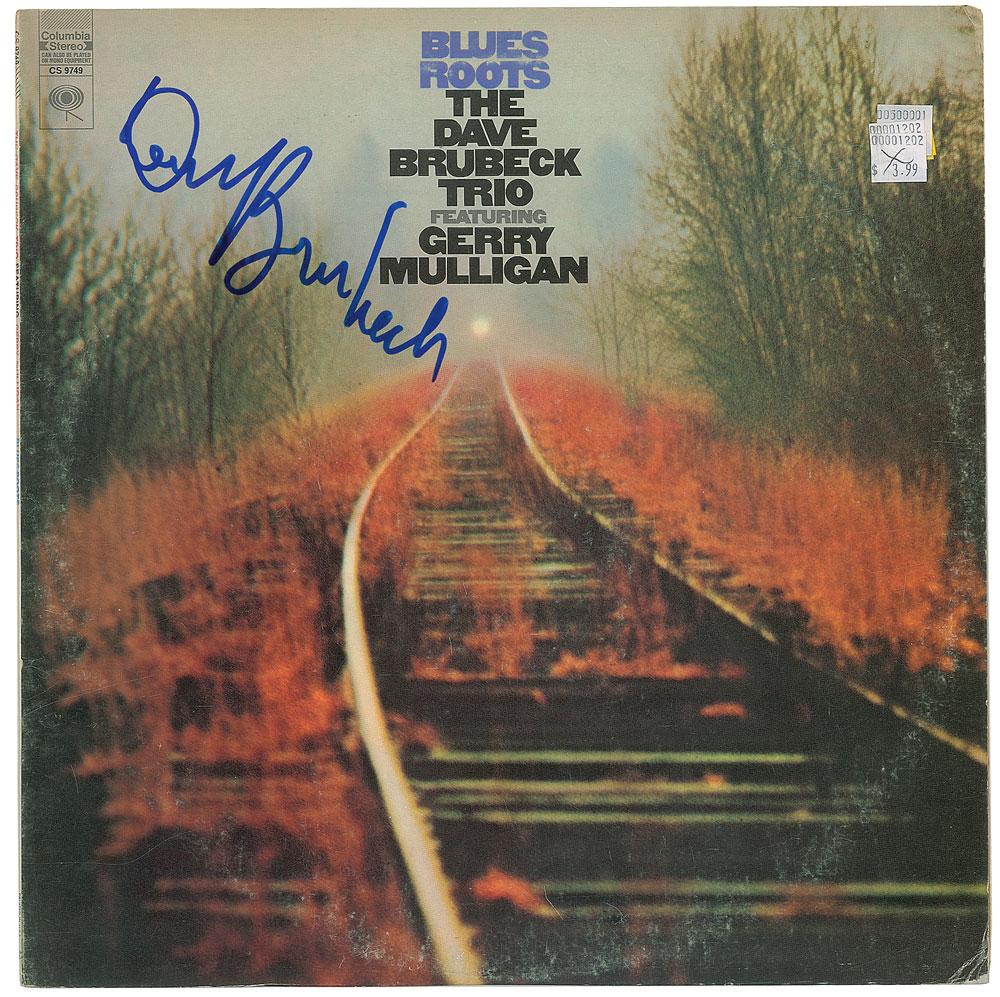 Columbia
Stereo
CAN ALSO BE PLAYED
ON MONO EQUIPMENT
CS 9749
BLUES
ROOTS
THE
DAVE
BRUBECK
TRIO
FEATURING
GERRY
MULLIGAN
Dave Brubeck
00500001
00001202
00001202
$ 3.99